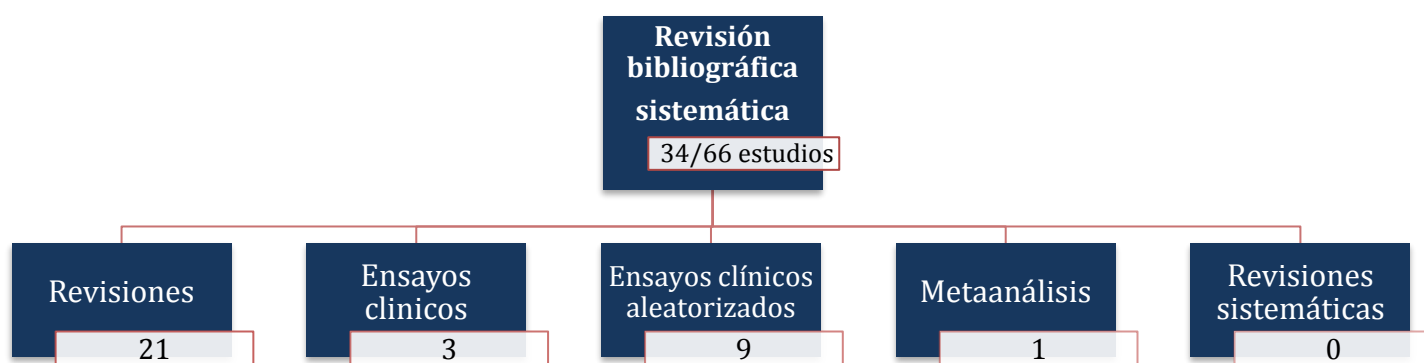 Revisión
bibliográfica
sistemática
34/66 estudios
Revisiones
21
Ensayos
clinicos
3
Ensayos clínicos
aleatorizados
9
Metaanálisis
1
Revisiones
sistemáticas
0